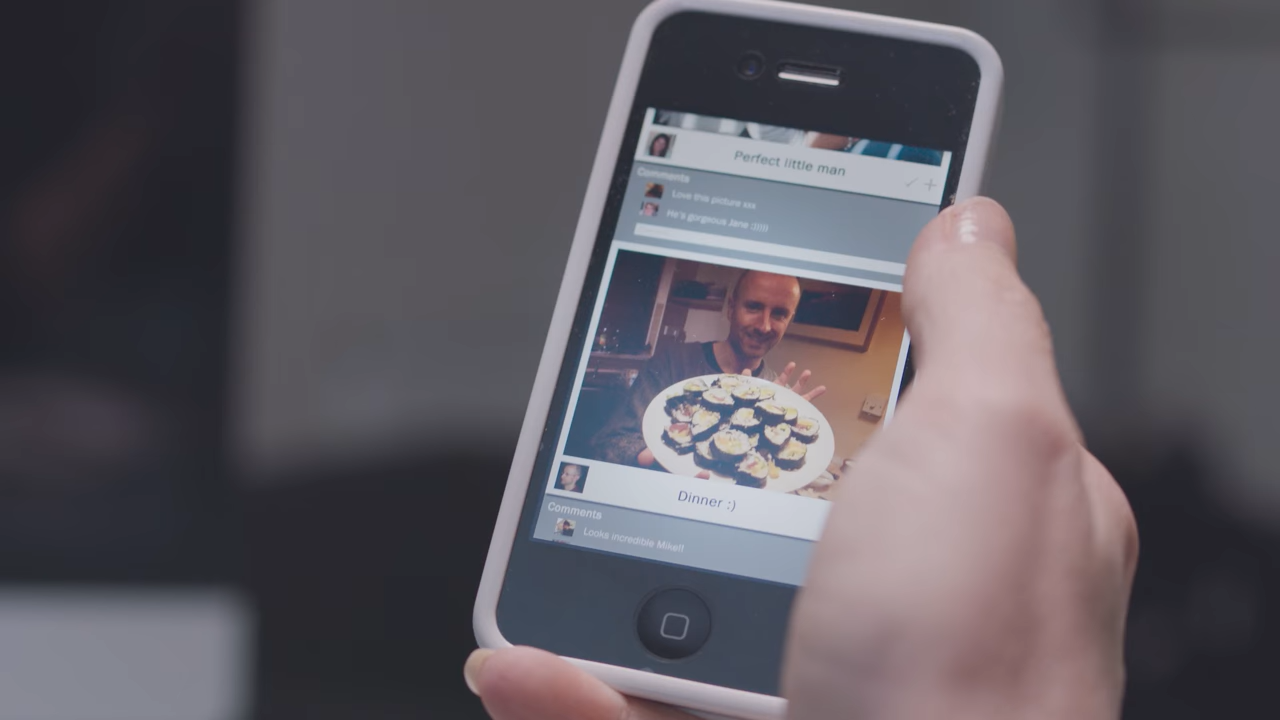 Perfect little man
Comments
Love this picture xxx
He's gorgeous Jane :)))))
Dinner :)
Comments
Looks incredible Mike!!